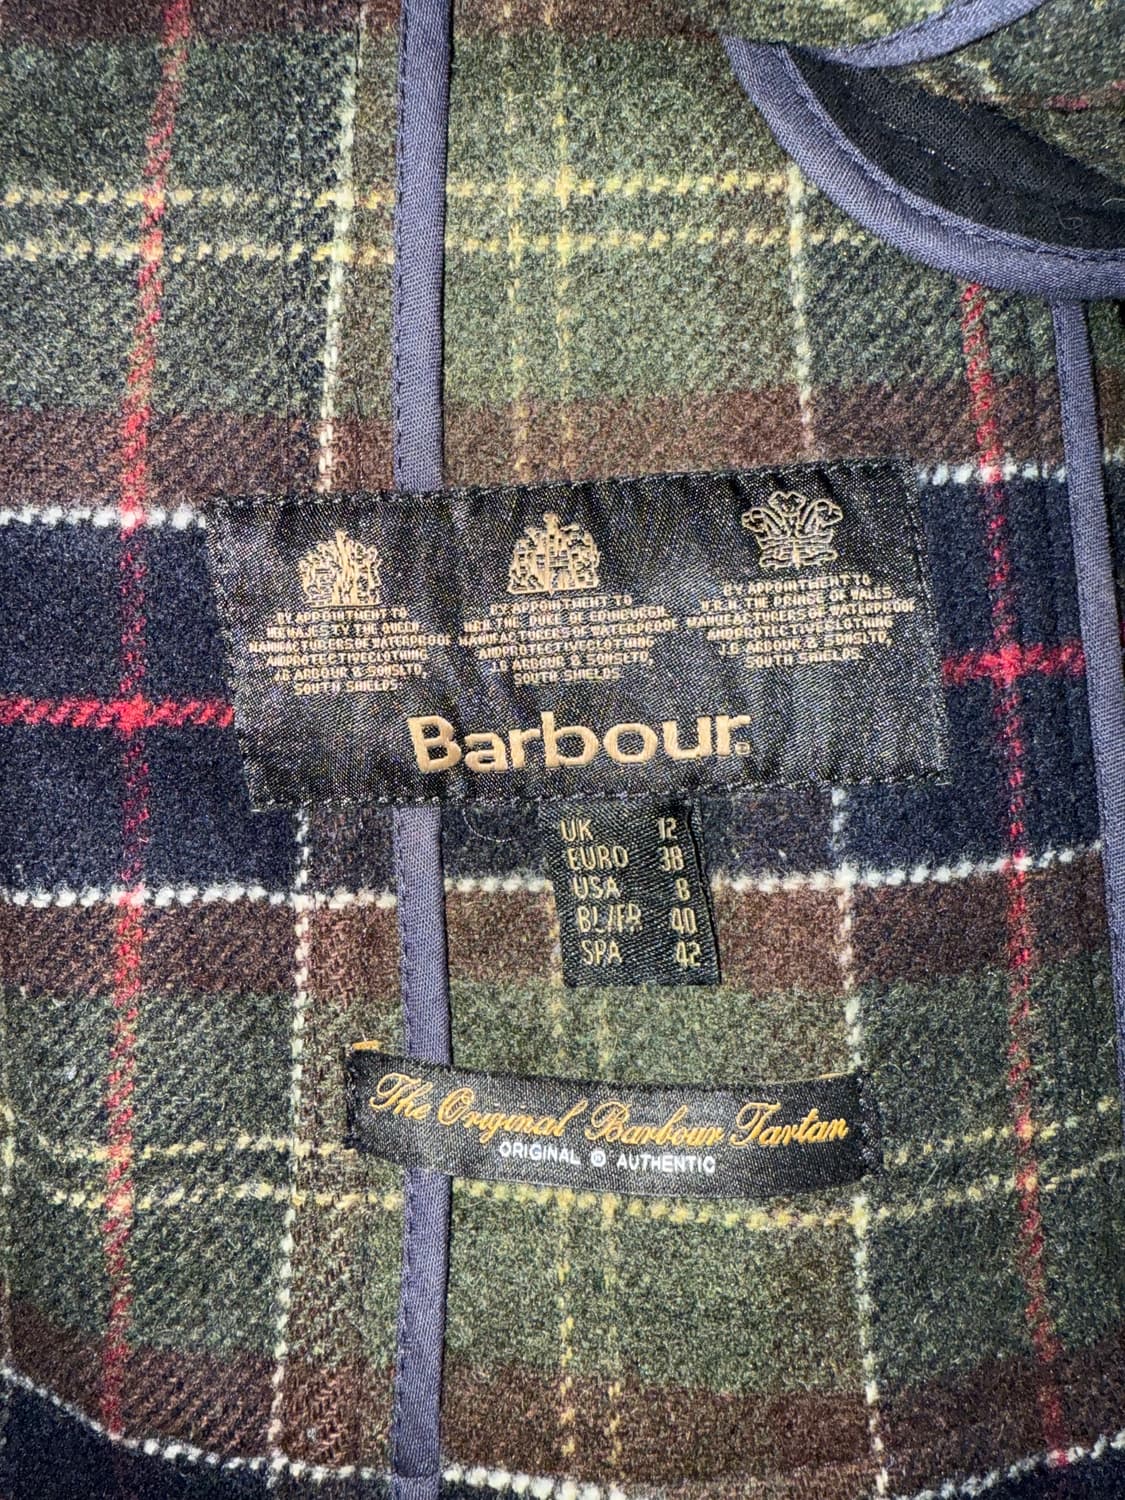 BY APPOINTMENT TO
HER MAJESTY THE QUEEN
MANUFACTURERS OF WATERPROOF
AND PROTECTIVE CLOTHING
J.B ARBOUR & SONS LTD,
SOUTH SHIELDS
BY APPOINTMENT TO
H.R.H. THE DUKE OF EDINBURGH
MANUFACTURERS OF WATERPROOF
AND PROTECTIVE CLOTHING
J.B ARBOUR & SONS LTD,
SOUTH SHIELDS
BY APPOINTMENT TO
H.R.H. THE PRINCE OF WALES
MANUFACTURERS OF WATERPROOF
AND PROTECTIVE CLOTHING
J.B ARBOUR & SONS LTD,
SOUTH SHIELDS
Barbour®
UK 12
EURO 38
USA 8
BL/FR 40
SPA 42
The Original Barbour Tartan
ORIGINAL © AUTHENTIC